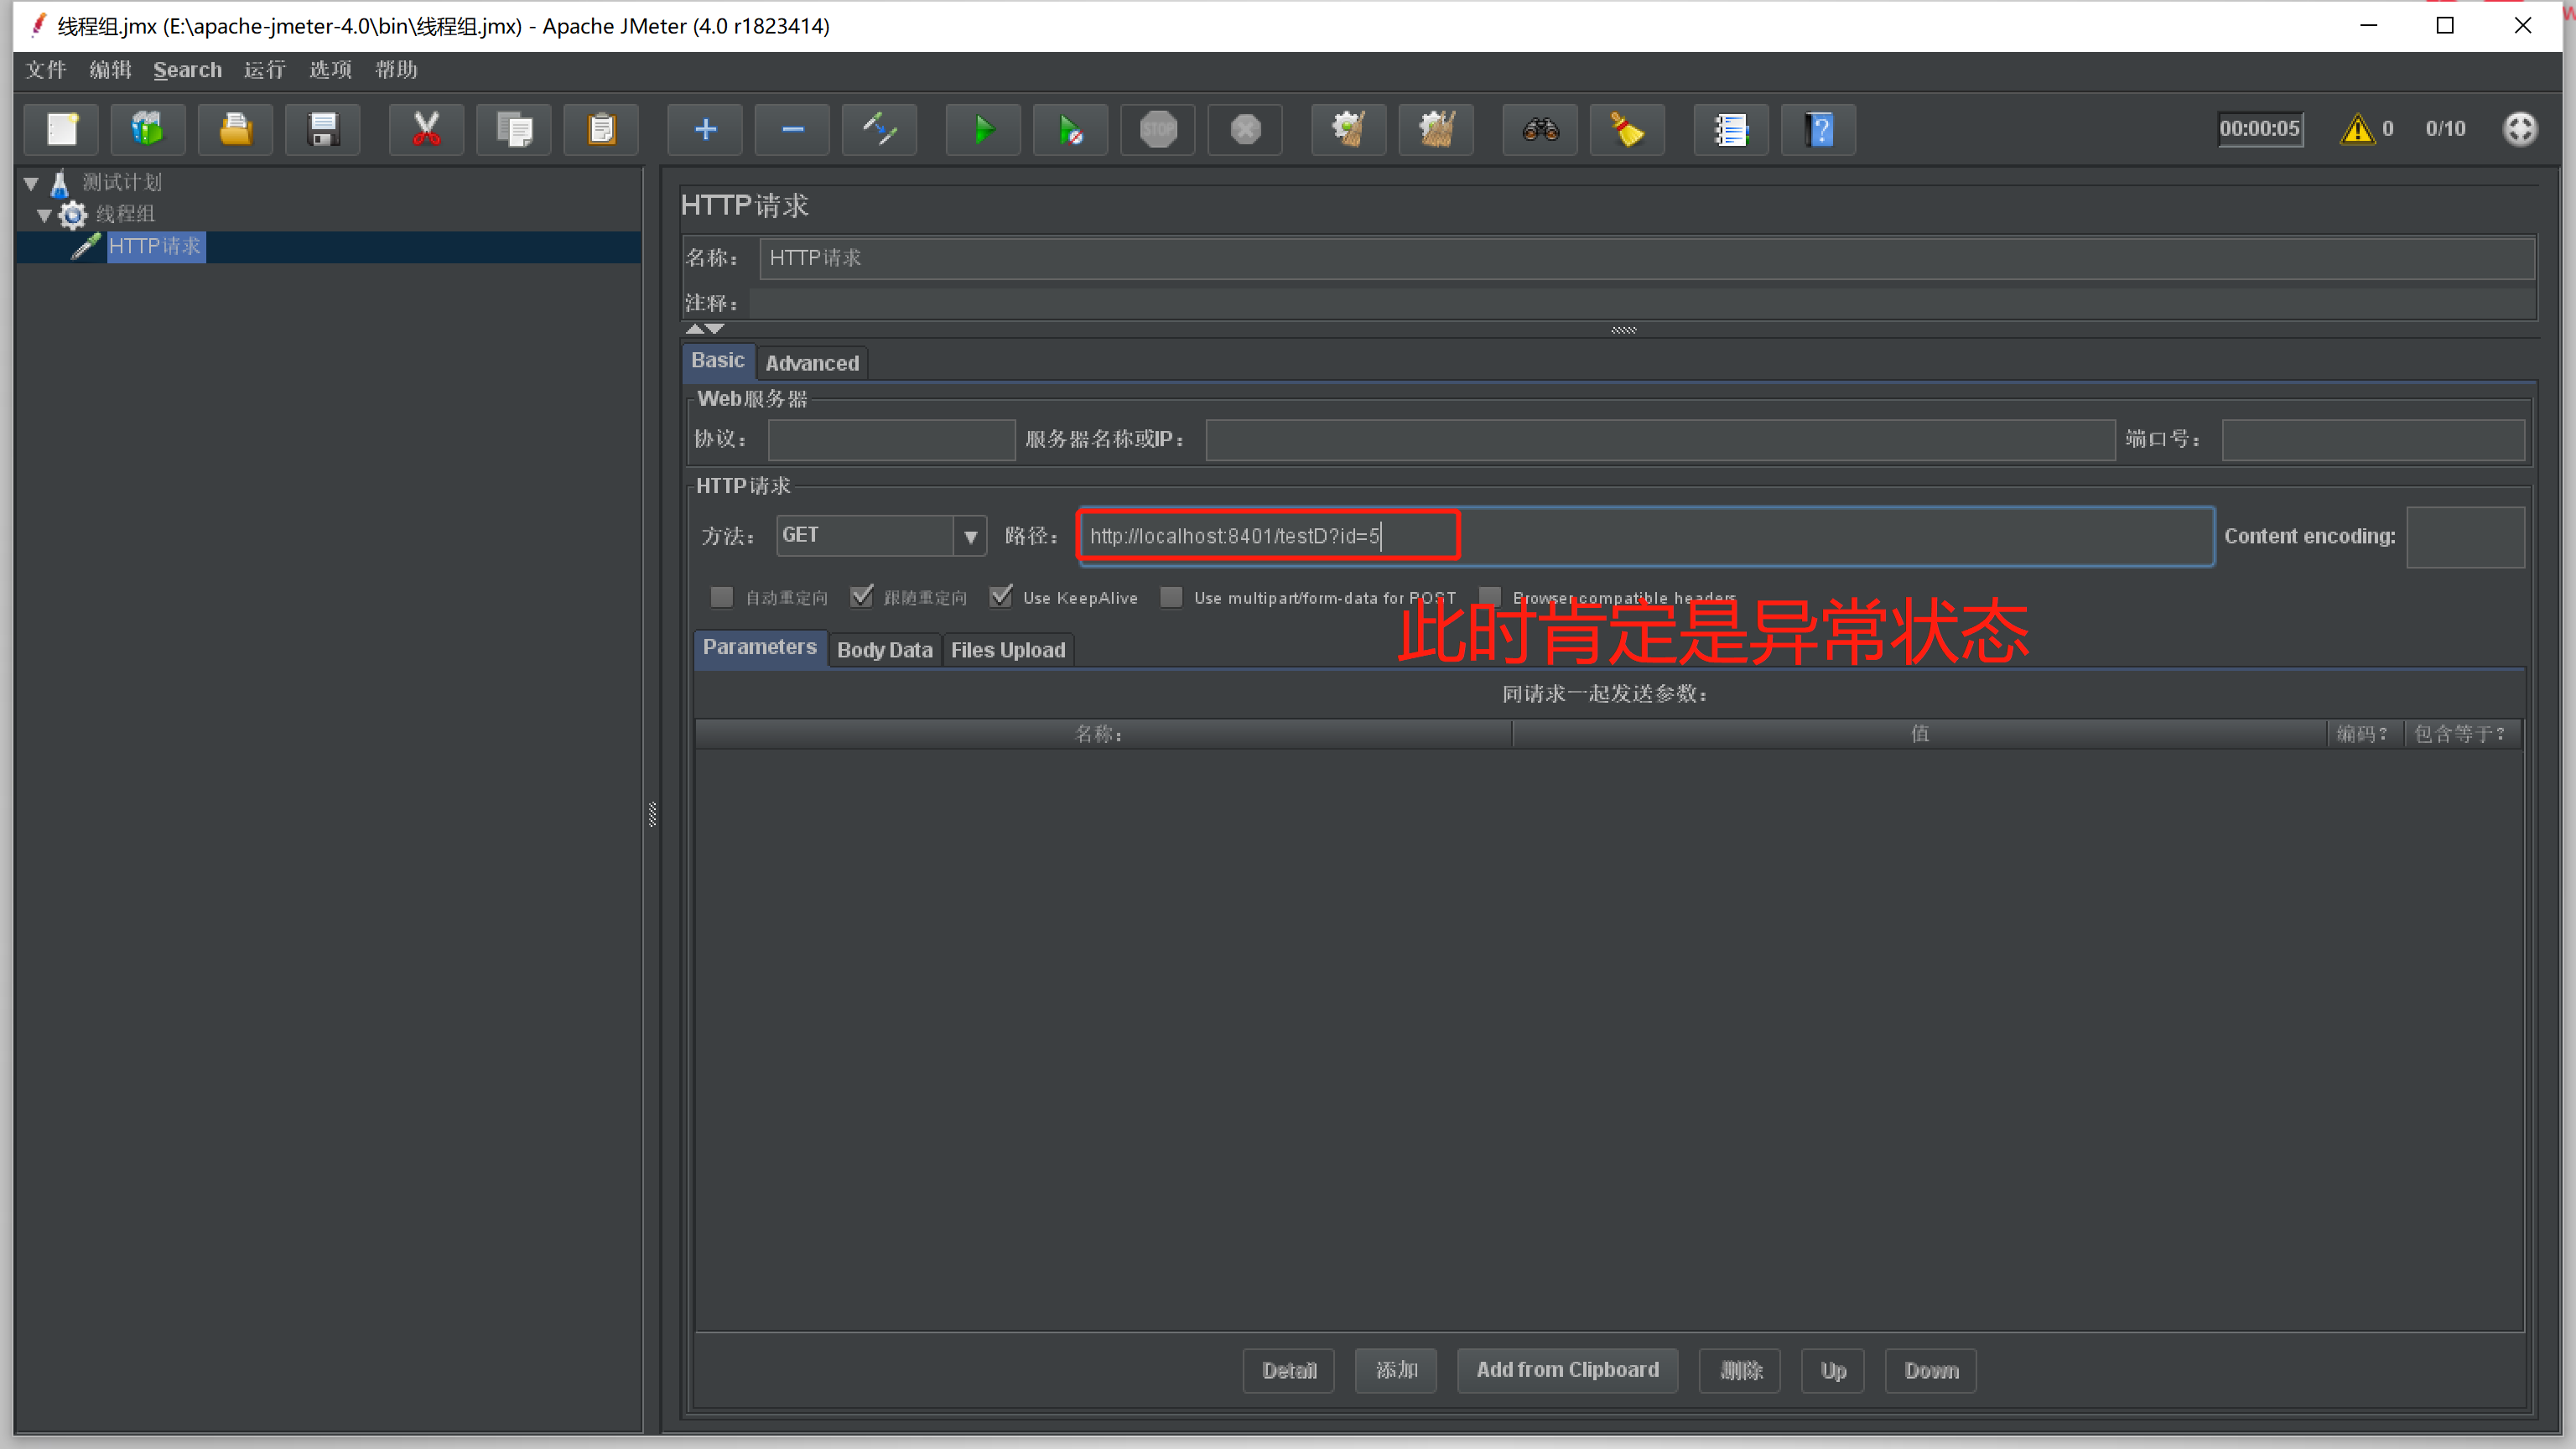 线程组.jmx (E:\apache-jmeter-4.0\bin\线程组.jmx) - Apache JMeter (4.0 r1823414)
文件 编辑 Search 运行 选项 帮助
STOP
00:00:05 0 0/10
测试计划
线程组
HTTP请求
HTTP请求
名称： HTTP请求
注释：
Basic Advanced
Web服务器
协议： 服务器名称或IP： 端口号：
HTTP请求
方法： GET 路径： http://localhost:8401/testD?id=5 Content encoding:
自动重定向 跟随重定向 Use KeepAlive Use multipart/form-data for POST Browser compatible headers
此时肯定是异常状态
Parameters Body Data Files Upload
同请求一起发送参数：
名称： 值 编码？ 包含等于？
Detail 添加 Add from Clipboard 删除 Up Down